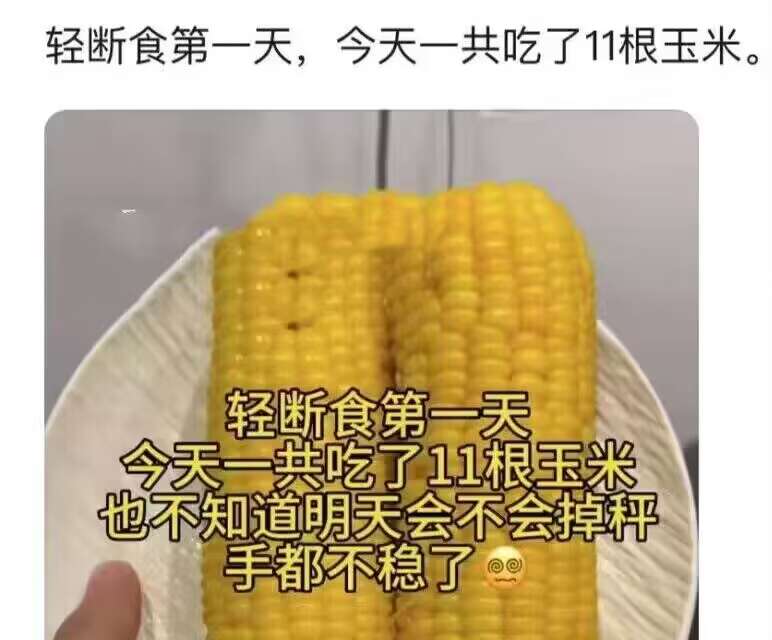 轻断食第一天，今天一共吃了11根玉米。
轻断食第一天
今天一共吃了11根玉米
也不知道明天会不会掉秤
手都不稳了😵‍💫